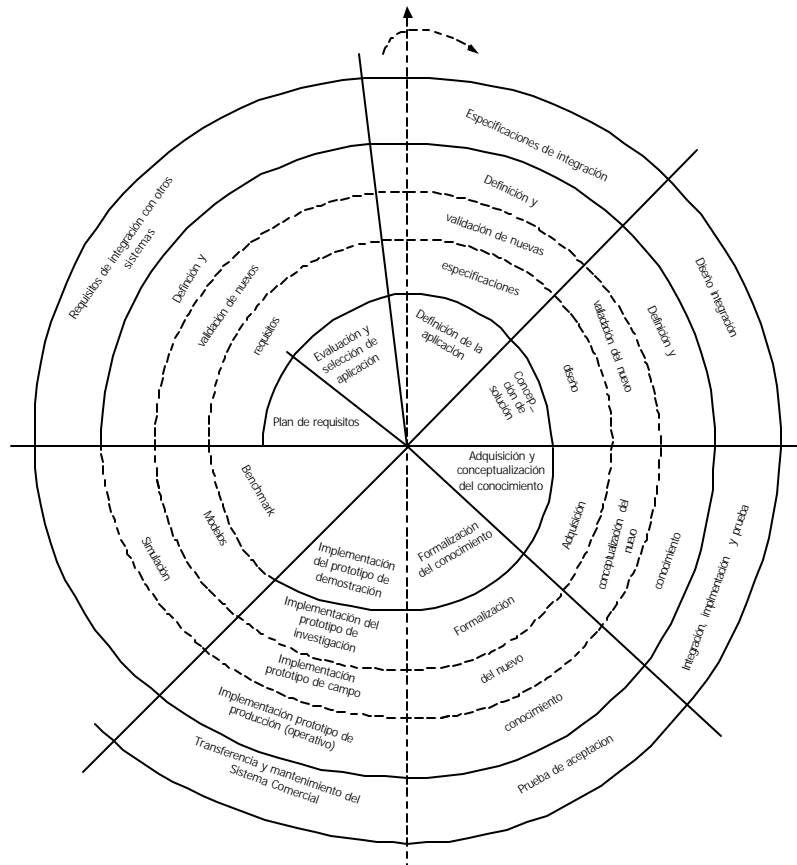 Especificaciones de integración
Definición y
validación de nuevas
especificaciones
Definición de la
aplicación
Diseño integración
Definición y
validación del nuevo
diseño
Concep_
ción de
solución
Adquisición y
conceptualización
del conocimiento
Adquisición
conceptualización del
nuevo
conocimiento
Integración, implmentación y prueba
Formalización
del conocimiento
Formalización
del nuevo
conocimiento
Prueba de aceptacion
Implementación
del prototipo de
demostración
Implementación del
prototipo de
investigación
Implementación
prototipo de campo
Implementación prototipo de
producción (operativo)
Transferencia y mantenimiento del
Sistema Comercial
Benchmark
Modelos
Simulación
Plan de requisitos
Evaluación y
selección de
aplicación
requisitos
validación de nuevos
Definción y
Requisitos de integración con otros
sistemas